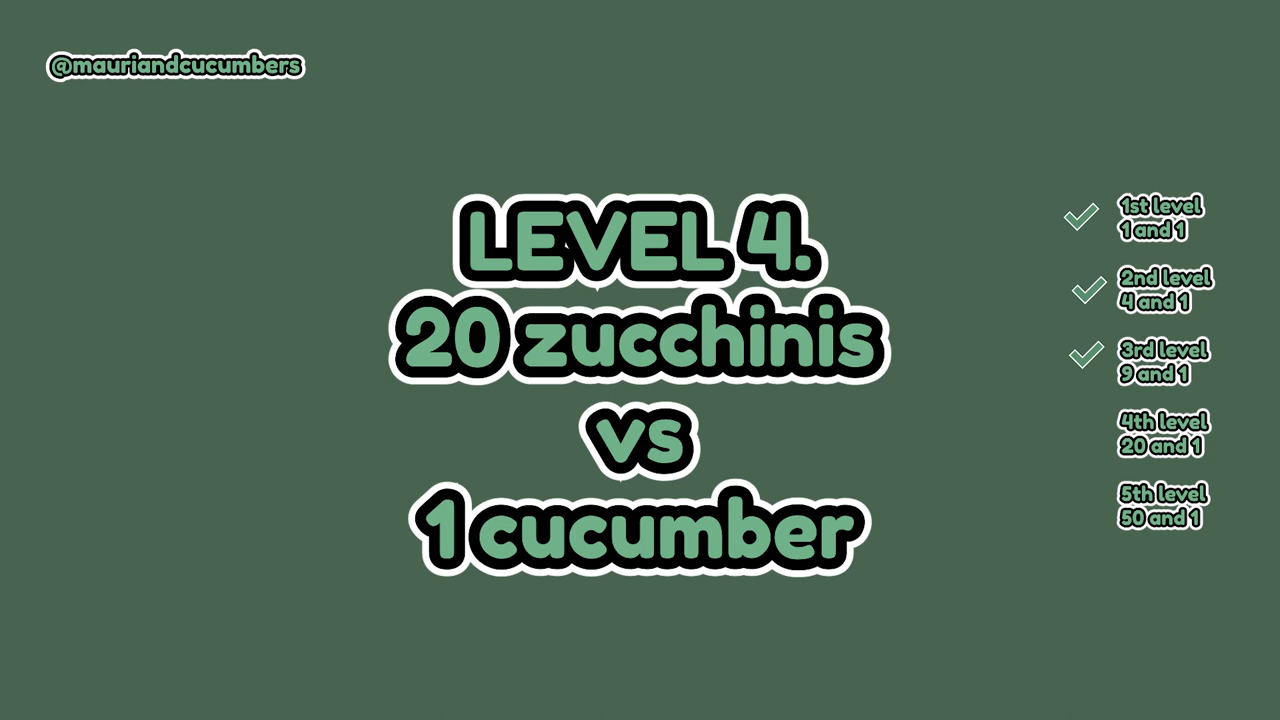 @mauriandcucumbers
LEVEL 4.
20 zucchinis
vs
1 cucumber
1st level
1 and 1
2nd level
4 and 1
3rd level
9 and 1
4th level
20 and 1
5th level
50 and 1